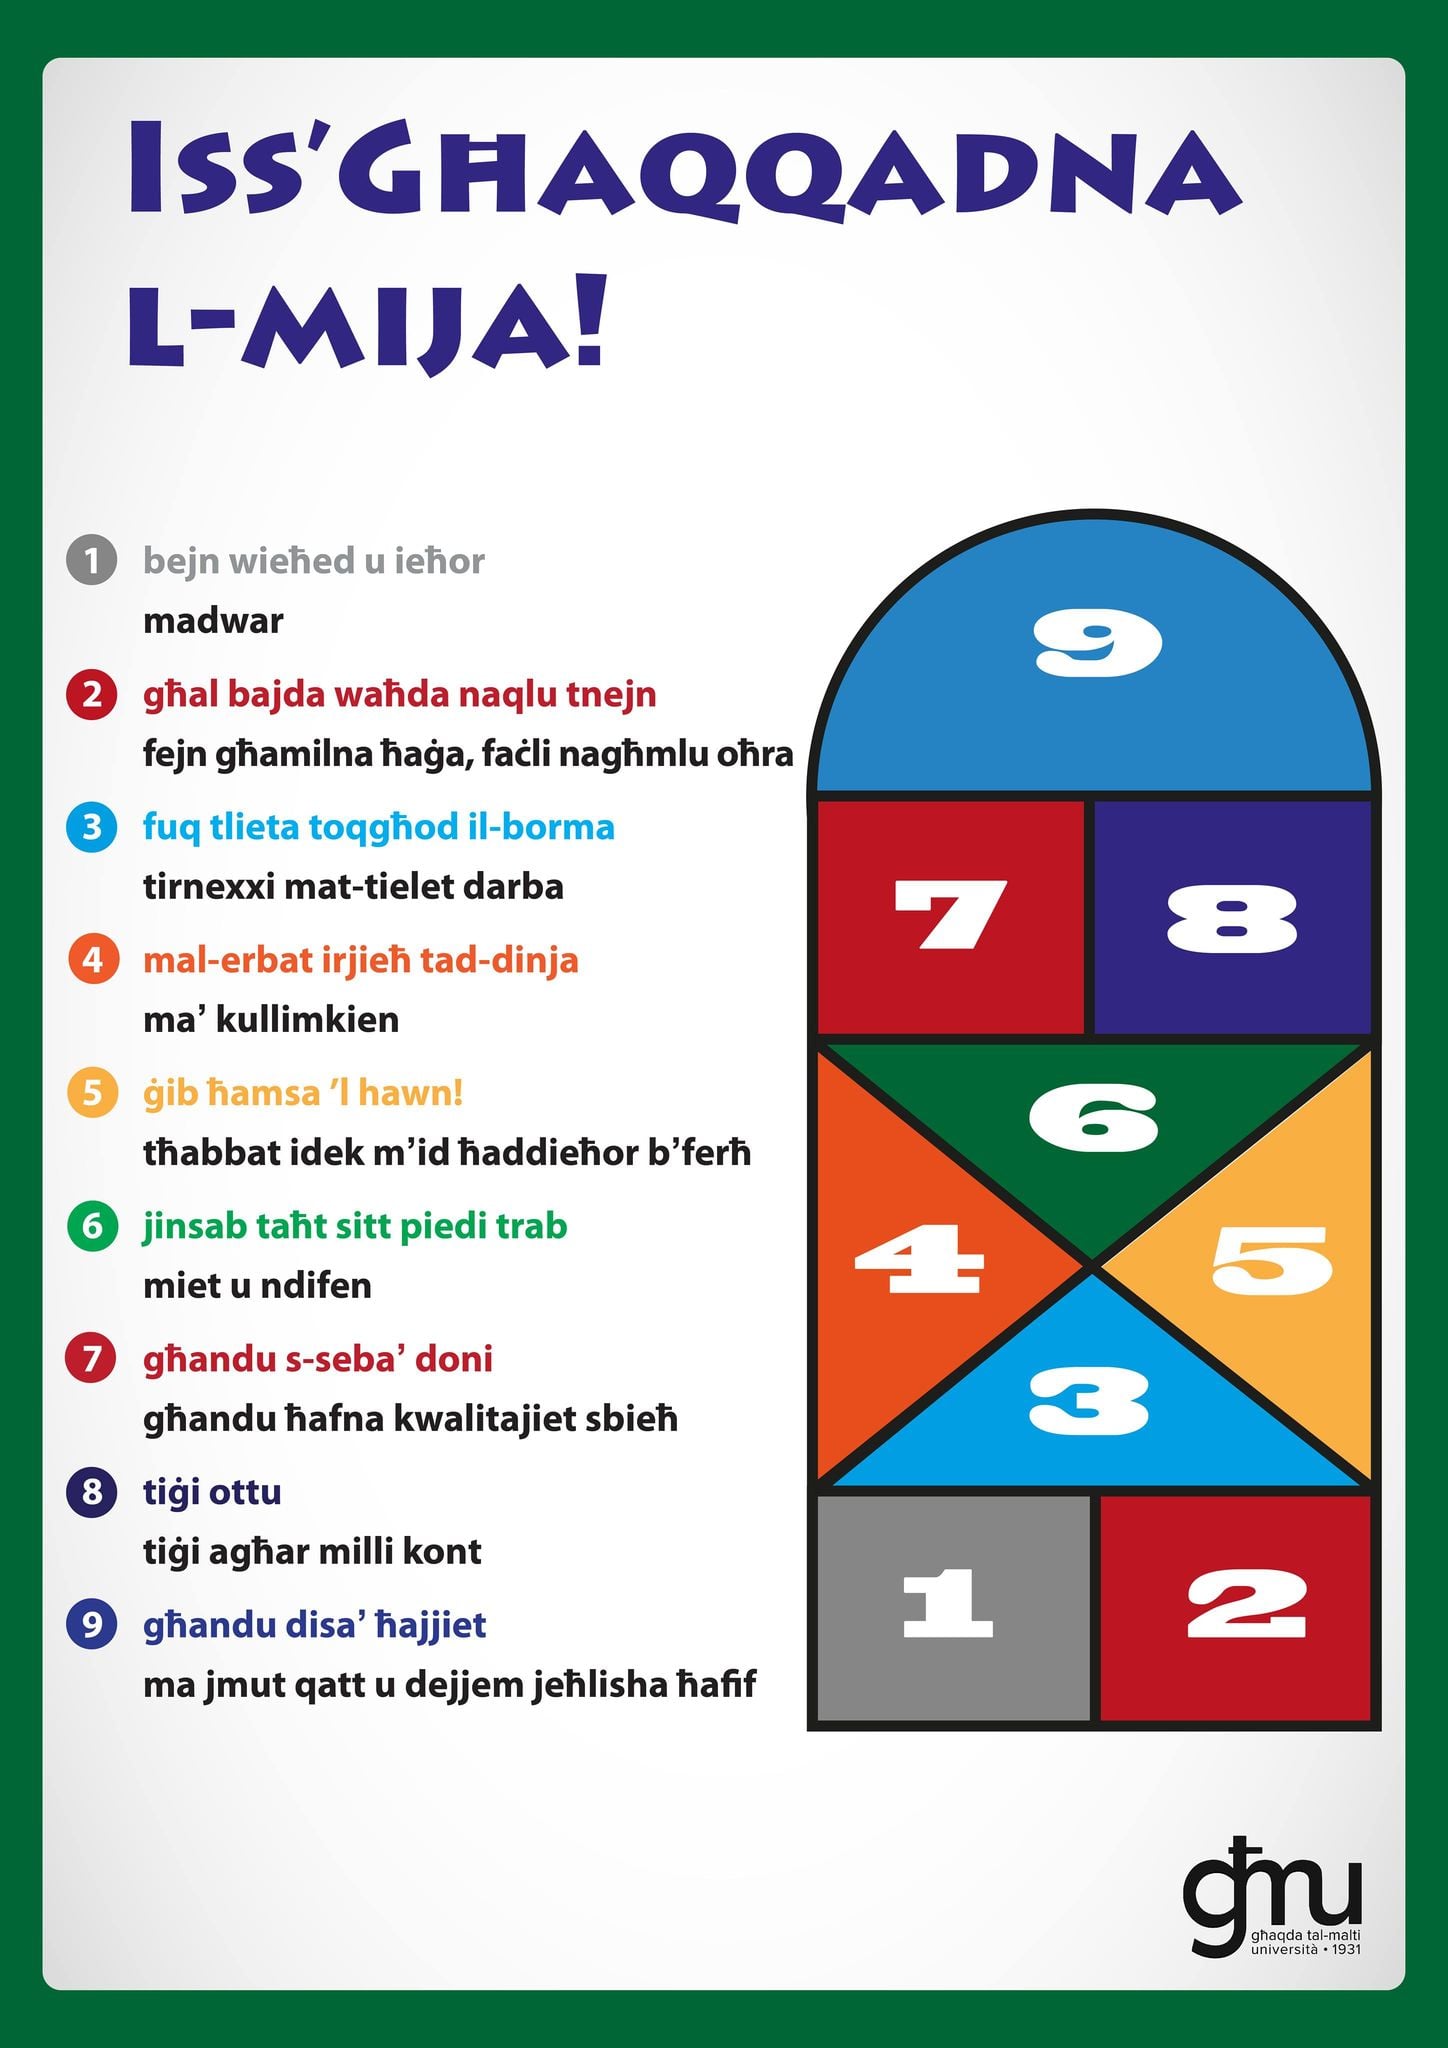 Iss'Għaqqadna
l-mija!
1 bejn wieħed u ieħor
madwar
2 għal bajda waħda naqlu tnejn
fejn għamilna ħaġa, faċli nagħmlu oħra
3 fuq tlieta toqgħod il-borma
tirnexxi mat-tielet darba
4 mal-erbat irjieħ tad-dinja
ma' kullimkien
5 ġib ħamsa 'l hawn!
tħabbat idek m'id ħaddieħor b'ferħ
6 jinsab taħt sitt piedi trab
miet u ndifen
7 għandu s-seba' doni
għandu ħafna kwalitajiet sbieħ
8 tiġi ottu
tiġi agħar milli kont
9 għandu disa' ħajjiet
ma jmut qatt u dejjem jeħlisha ħafif
9
7 8
6
4 5
3
1 2
għmu
għaqda tal-malti
università • 1931